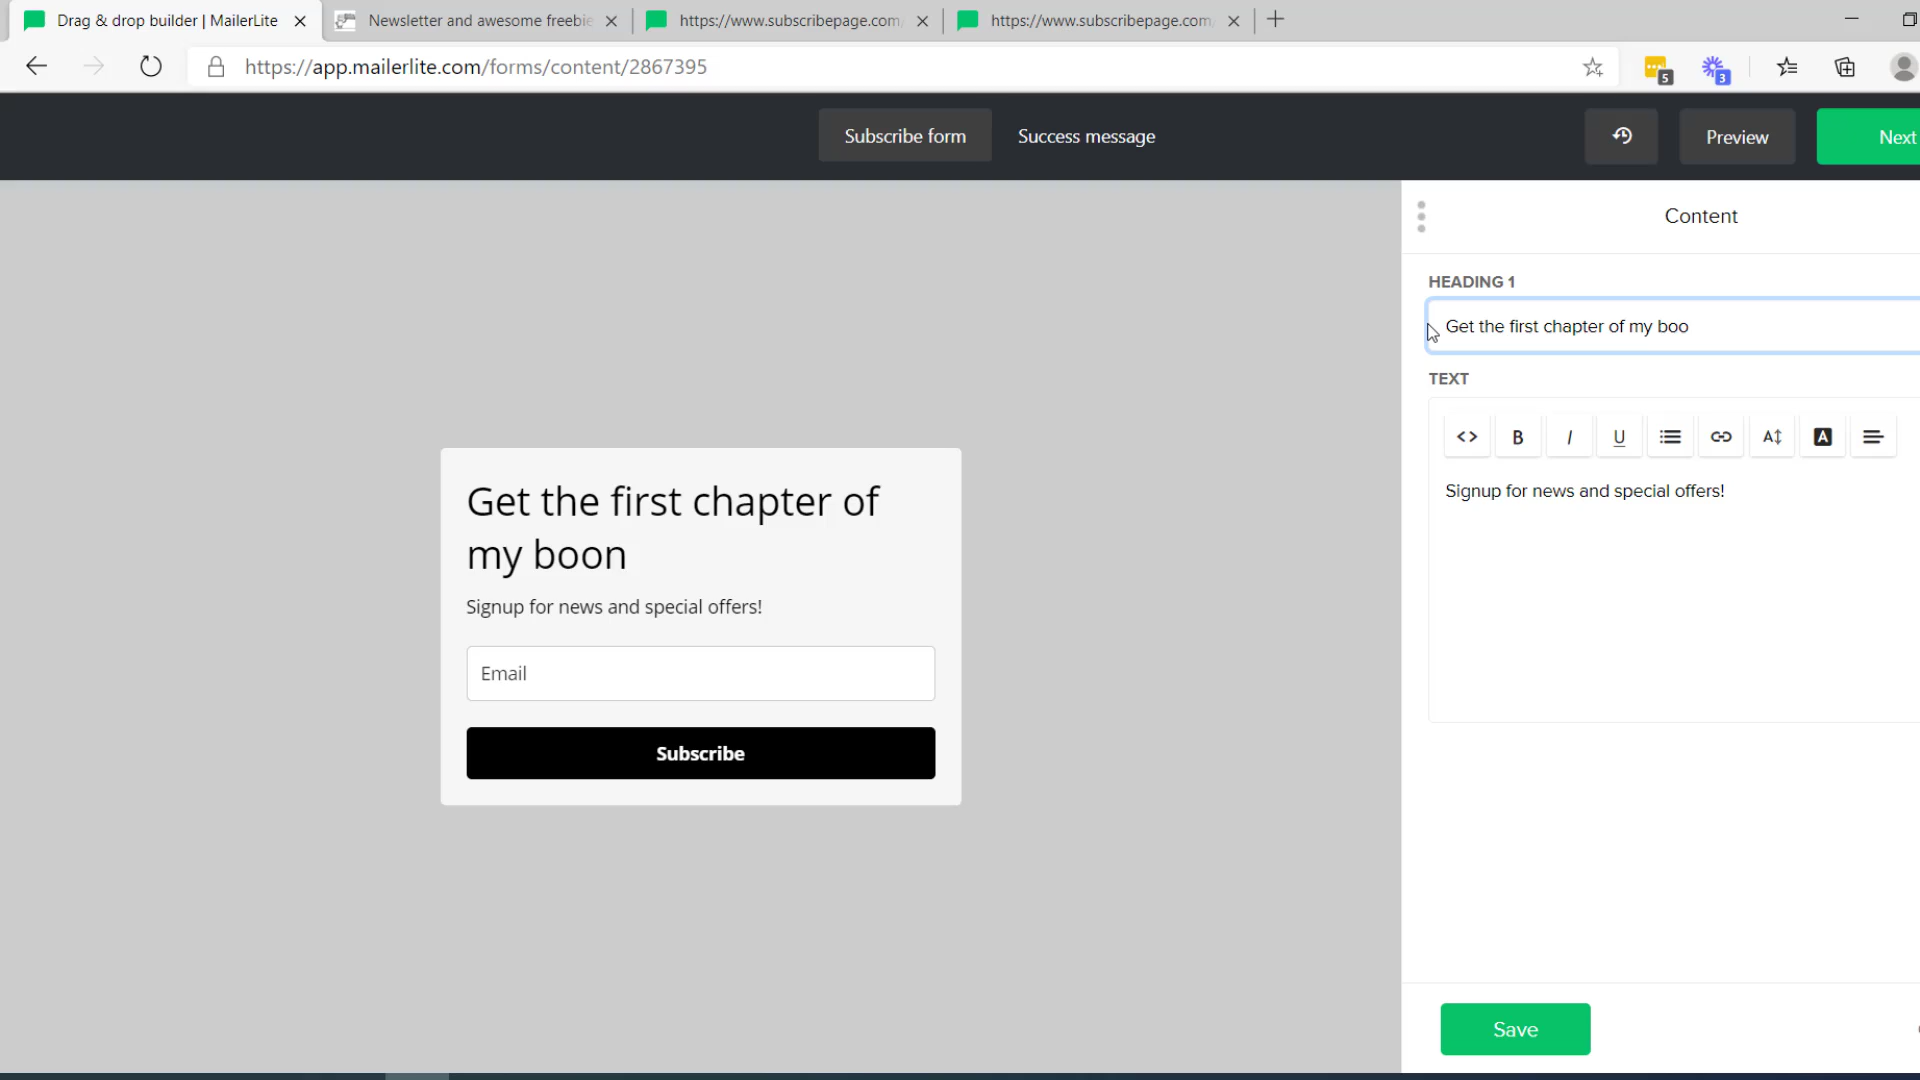 Drag & drop builder | MailerLite
Newsletter and awesome freebie
https://www.subscribepage.com/
https://www.subscribepage.com/
https://app.mailerlite.com/forms/content/2867395
5
3
Subscribe form
Success message
Preview
Next
Content
HEADING 1
Get the first chapter of my boo
TEXT
B
I
U
A
A
Signup for news and special offers!
Get the first chapter of
my boon
Signup for news and special offers!
Email
Subscribe
Save